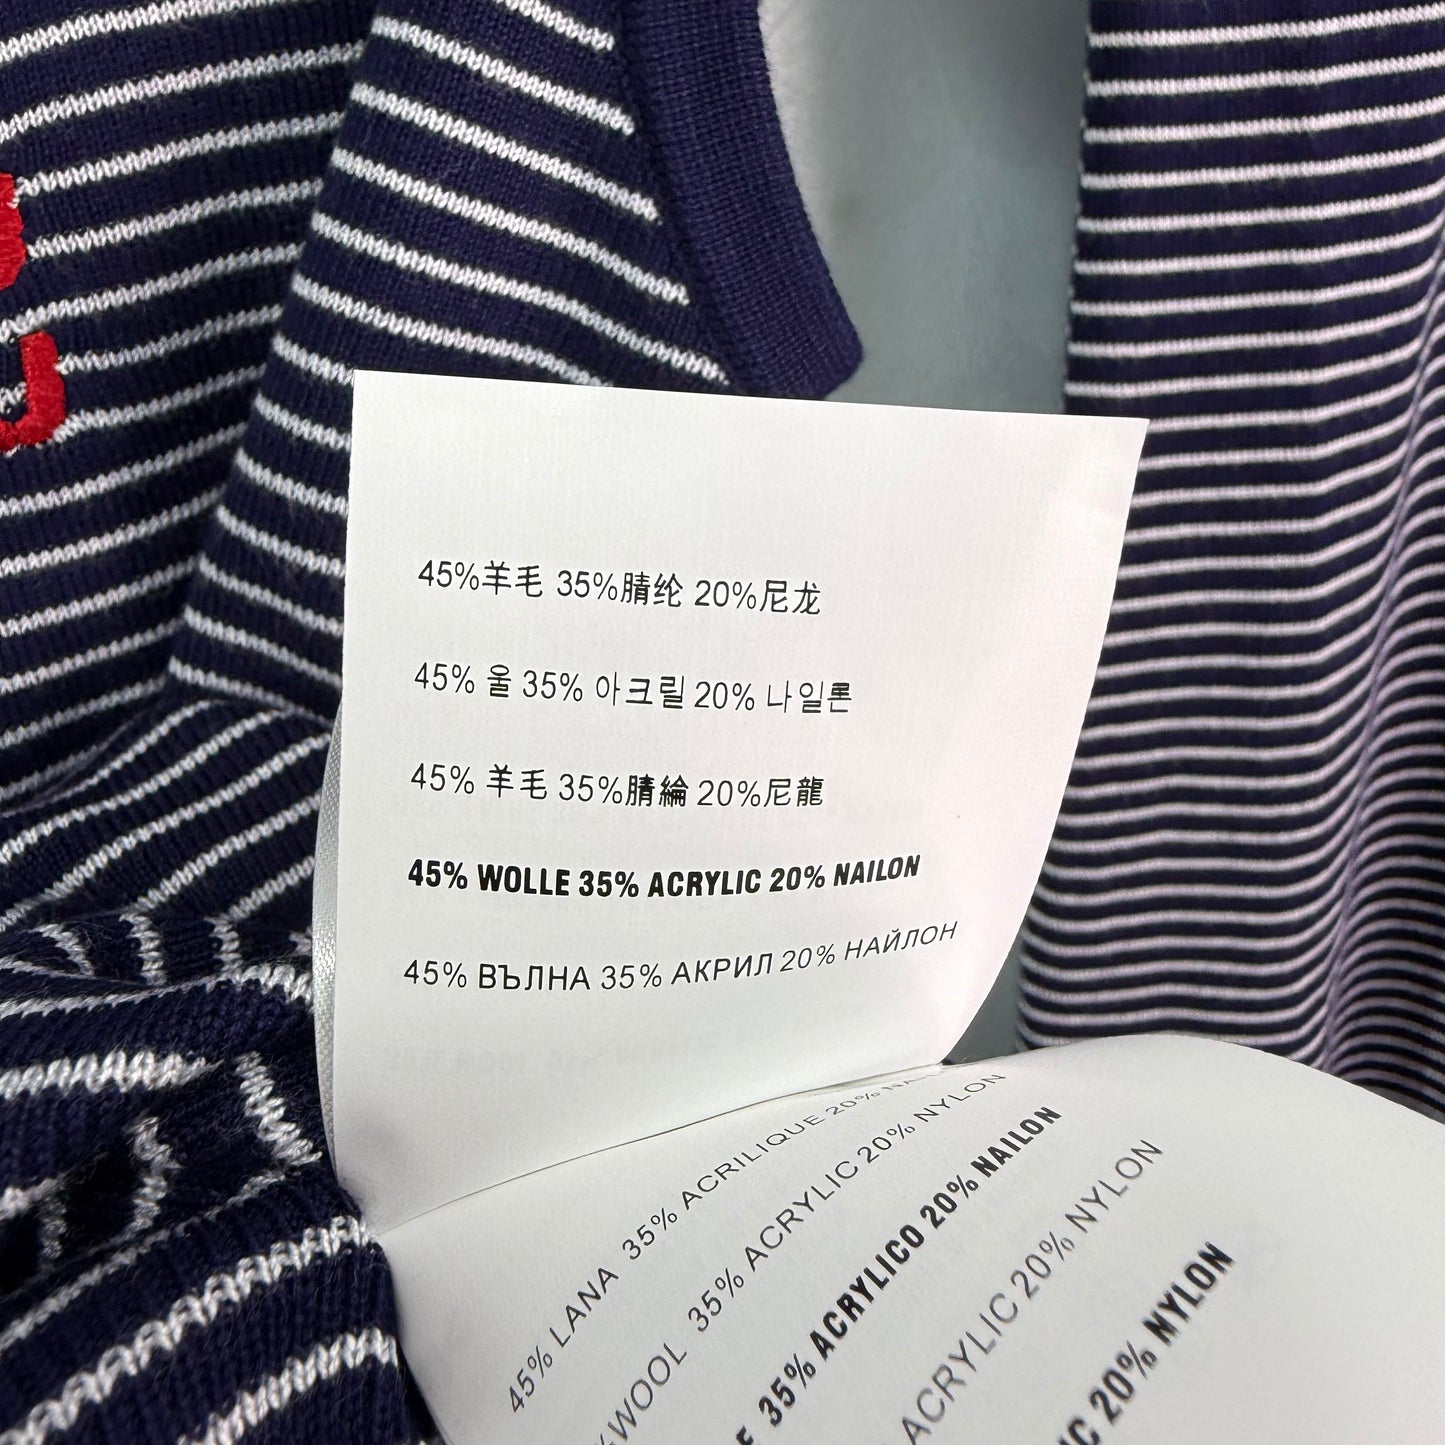 45%羊毛 35%腈纶 20%尼龙
45% 울 35% 아크릴 20% 나일론
45% 羊毛 35%腈綸 20%尼龍
45% WOLLE 35% ACRYLIC 20% NAILON
45% ВЪЛНА 35% АКРИЛ 20% НАЙЛОН
45% LANA 35% ACRILIQUE 20%
WOOL 35% ACRYLIC 20% NYLON
35% ACRYLICO 20% NAILON
ACRYLIC 20% NYLON
20% NYLON